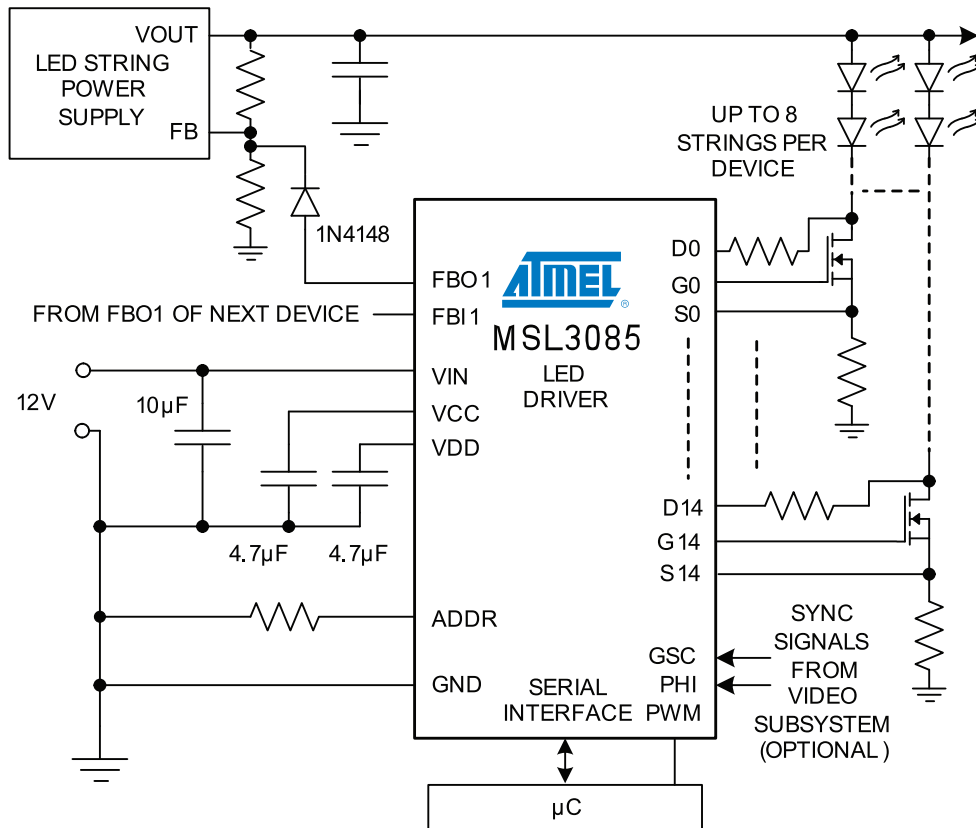 VOUT
LED STRING
POWER
SUPPLY
FB
UP TO 8
STRINGS PER
DEVICE
1N4148
ATMEL
®
MSL3085
LED
DRIVER
FBO1
FROM FBO1 OF NEXT DEVICE
FBI1
VIN
VCC
VDD
12V
10µF
4.7µF
4.7µF
ADDR
GND
D0
G0
S0
D14
G14
S14
GSC
PHI
PWM
SERIAL
INTERFACE
SYNC
SIGNALS
FROM
VIDEO
SUBSYSTEM
(OPTIONAL)
µC